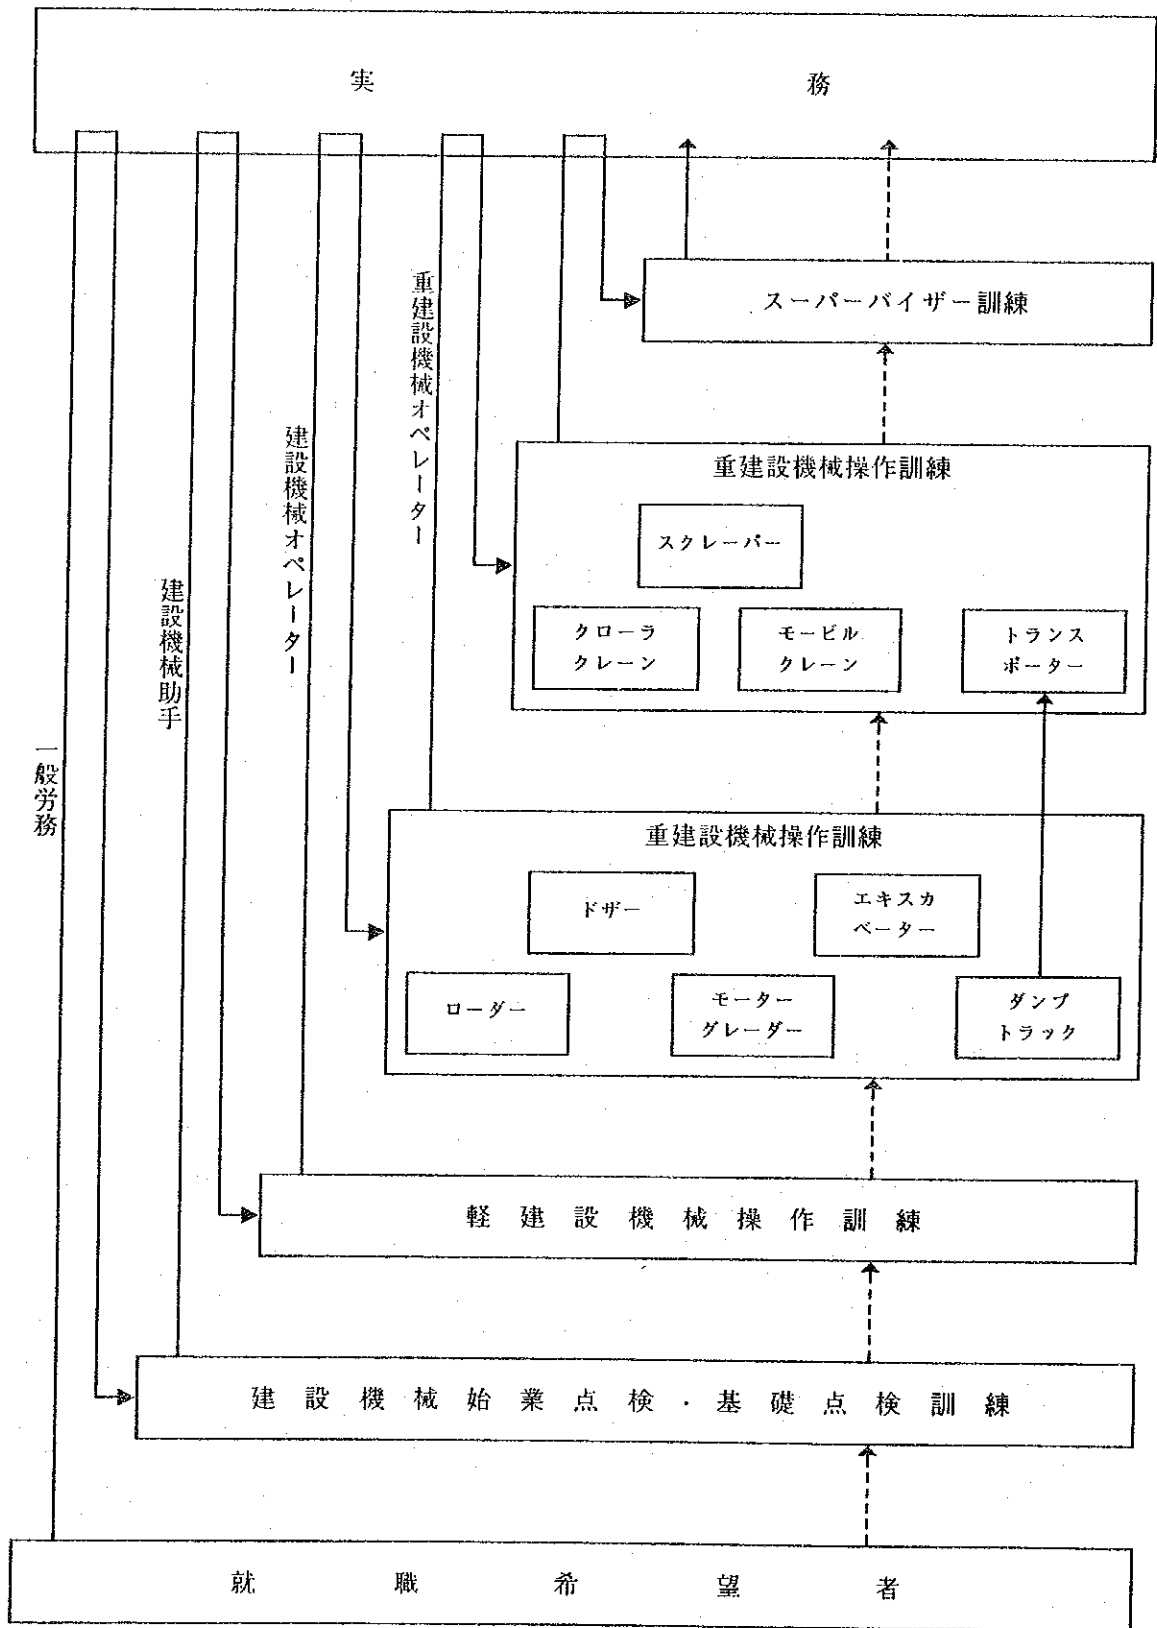 実務
スーパーバイザー訓練
重建設機械オペレーター
重建設機械操作訓練
スクレーパー
クローラ
クレーン
モービル
クレーン
トランス
ポーター
建設機械オペレーター
建設機械助手
一般労務
重建設機械操作訓練
ドザー
エキスカ
ベーター
ローダー
モーター
グレーダー
ダンプ
トラック
軽建設機械操作訓練
建設機械始業点検・基礎点検訓練
就職希望者